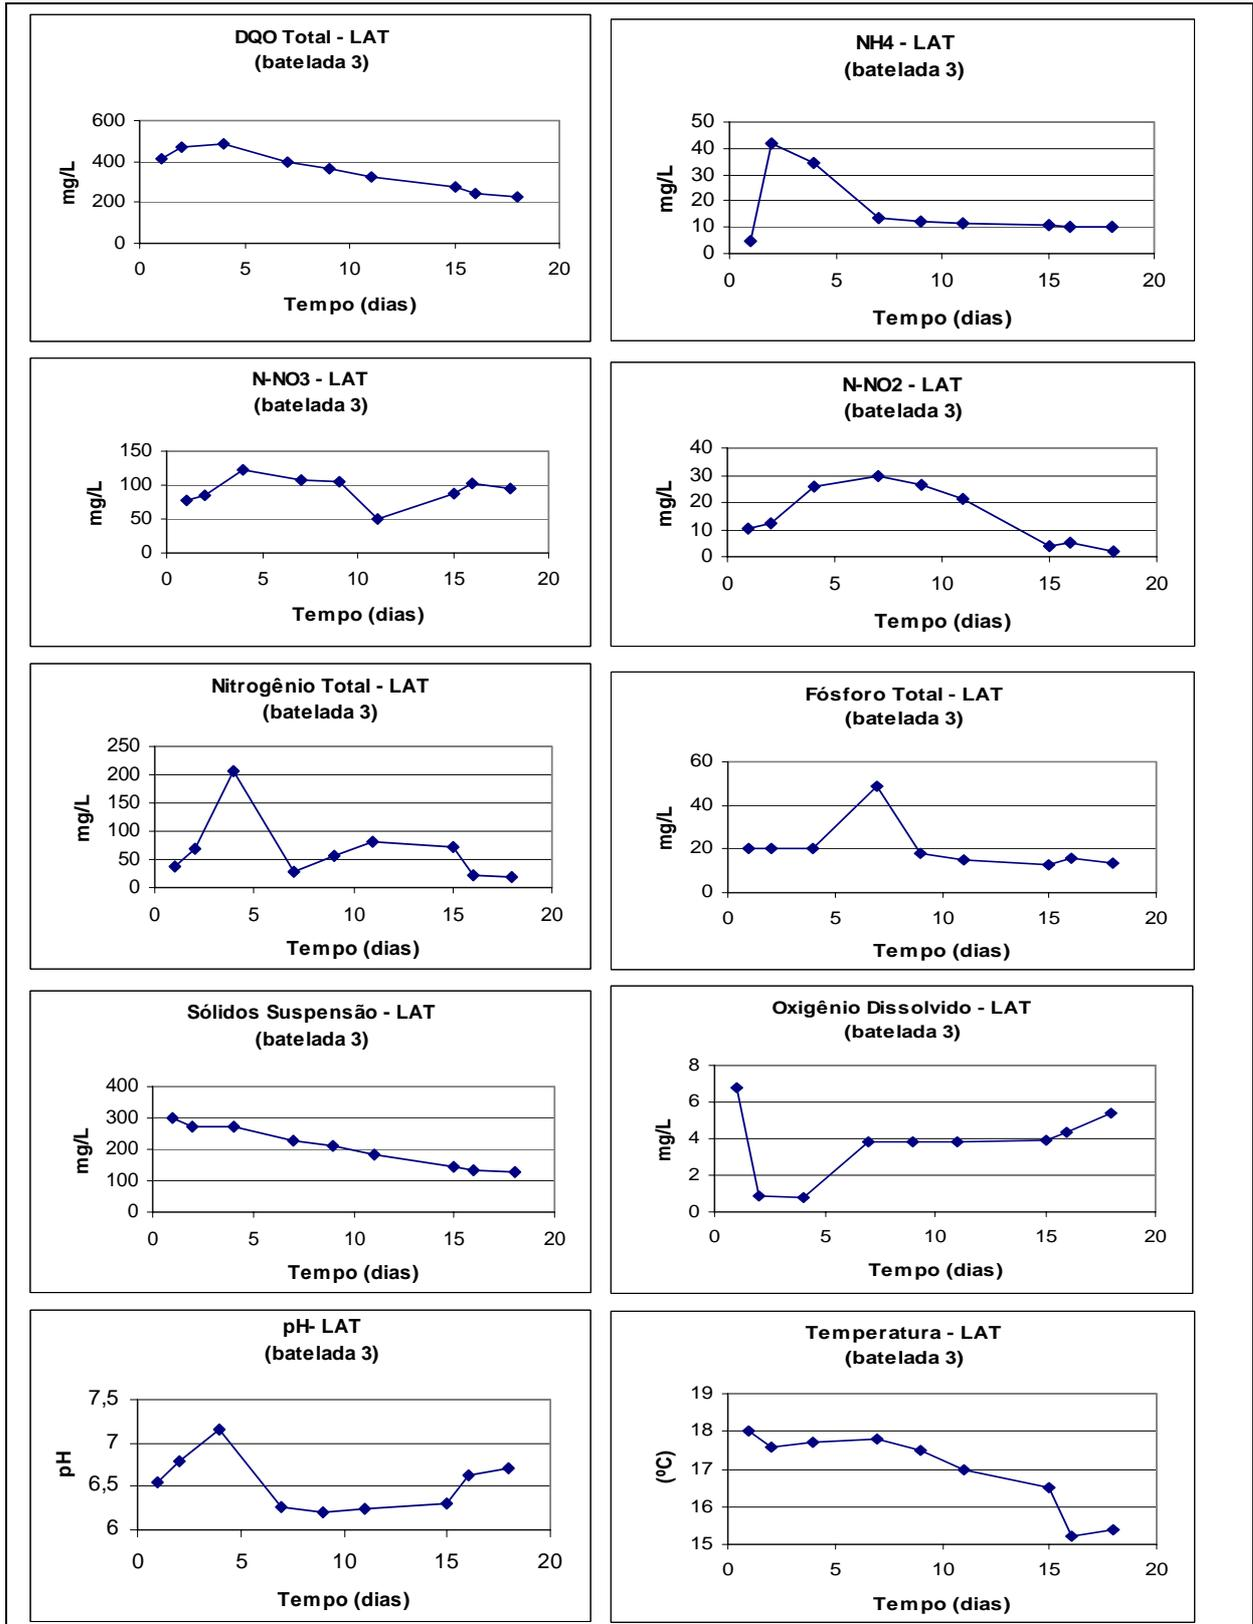 DQO Total - LAT
(batelada 3)
600
400
200
0
mg/L
0 5 10 15 20
Tempo (dias)
NH4 - LAT
(batelada 3)
50
40
30
20
10
0
mg/L
0 5 10 15 20
Tempo (dias)
N-NO3 - LAT
(batelada 3)
150
100
50
0
mg/L
0 5 10 15 20
Tempo (dias)
N-NO2 - LAT
(batelada 3)
40
30
20
10
0
mg/L
0 5 10 15 20
Tempo (dias)
Nitrogênio Total - LAT
(batelada 3)
250
200
150
100
50
0
mg/L
0 5 10 15 20
Tempo (dias)
Fósforo Total - LAT
(batelada 3)
60
40
20
0
mg/L
0 5 10 15 20
Tempo (dias)
Sólidos Suspensão - LAT
(batelada 3)
400
300
200
100
0
mg/L
0 5 10 15 20
Tempo (dias)
Oxigênio Dissolvido - LAT
(batelada 3)
8
6
4
2
0
mg/L
0 5 10 15 20
Tempo (dias)
pH- LAT
(batelada 3)
7,5
7
6,5
6
pH
0 5 10 15 20
Tempo (dias)
Temperatura - LAT
(batelada 3)
19
18
17
16
15
(ºC)
0 5 10 15 20
Tempo (dias)